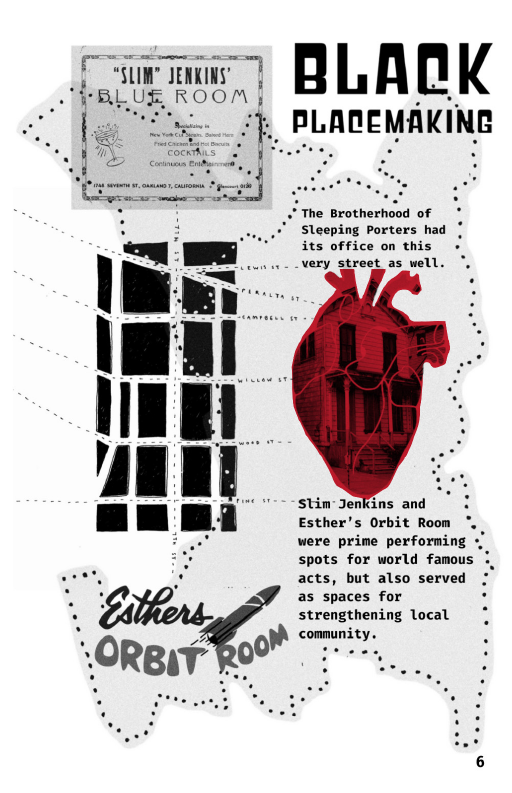 BLACK
PLACEMAKING
"SLIM" JENKINS'
BLUE ROOM
Specializing in
New York Cut Steaks, Baked Ham
Fried Chicken and Hot Biscuits
COCKTAILS
Continuous Entertainment
1748 SEVENTH ST., OAKLAND 7, CALIFORNIA
The Brotherhood of
Sleeping Porters had
its office on this
very street as well.
7TH ST
LEWIS ST
PERALTA ST
CAMPBELL ST
WILLOW ST
WOOD ST
PINE ST
7TH ST
Slim Jenkins and
Esther's Orbit Room
were prime performing
spots for world famous
acts, but also served
as spaces for
strengthening local
community.
Esthers
ORBIT ROOM
6